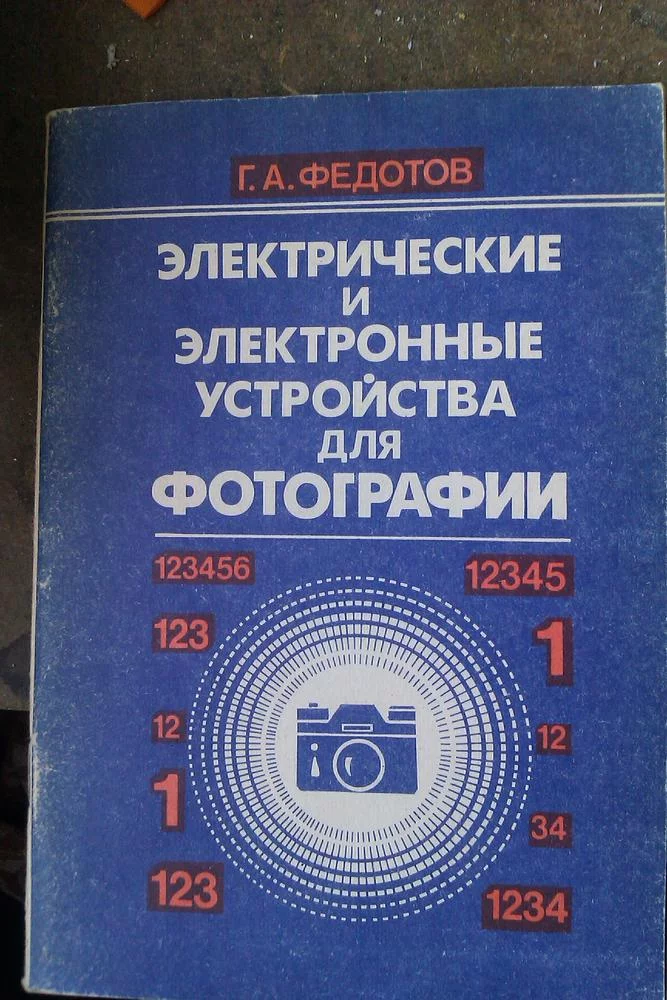 Г. А. ФЕДОТОВ
ЭЛЕКТРИЧЕСКИЕ
И
ЭЛЕКТРОННЫЕ
УСТРОЙСТВА
ДЛЯ
ФОТОГРАФИИ
123456 12345
123 1
12 12
1 34
123 1234